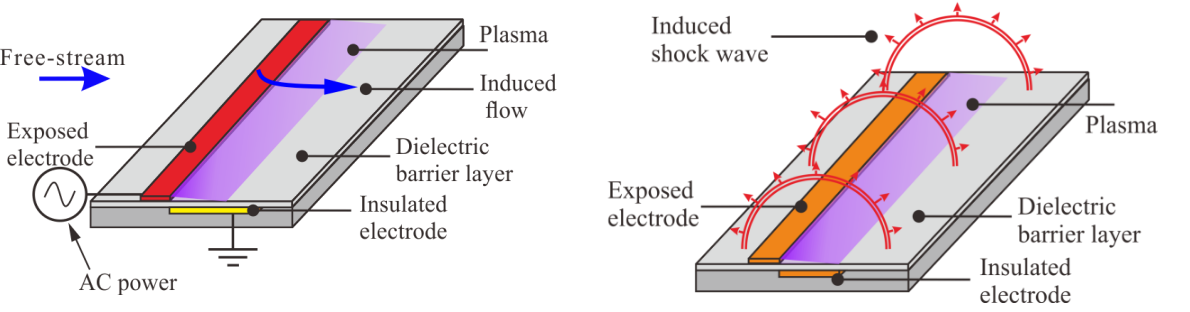 Free-stream
Plasma
Induced
flow
Exposed
electrode
Dielectric
barrier layer
Insulated
electrode
AC power
Induced
shock wave
Plasma
Exposed
electrode
Dielectric
barrier layer
Insulated
electrode